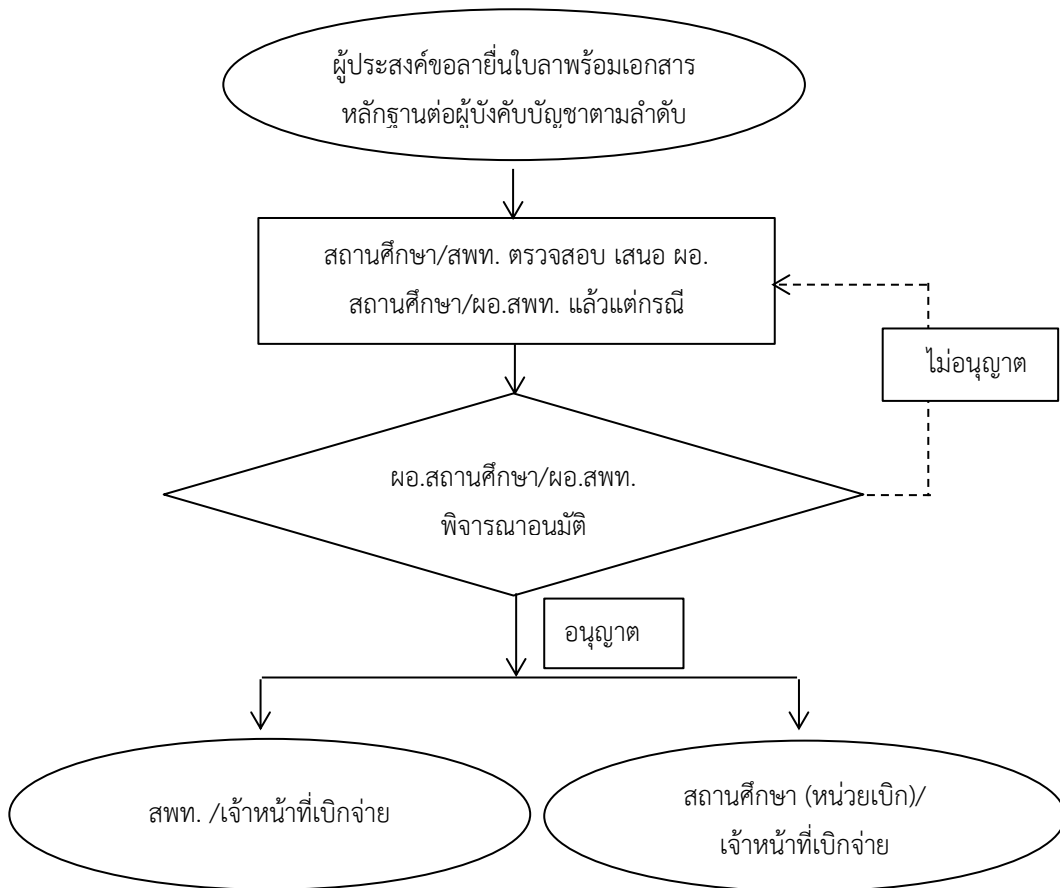 ผู้ประสงค์ขอลายื่นใบลาพร้อมเอกสาร
หลักฐานต่อผู้บังคับบัญชาตามลำดับ
สถานศึกษา/สพท. ตรวจสอบ เสนอ ผอ.
สถานศึกษา/ผอ.สพท. แล้วแต่กรณี
ไม่อนุญาต
ผอ.สถานศึกษา/ผอ.สพท.
พิจารณาอนุมัติ
อนุญาต
สพท. /เจ้าหน้าที่เบิกจ่าย
สถานศึกษา (หน่วยเบิก)/
เจ้าหน้าที่เบิกจ่าย